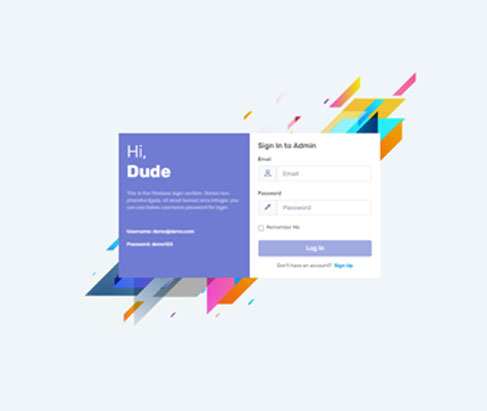 Hi,
Dude
This is the Finibuse login section. Donec non
pharetra ligula, sit amet laoreet arcu.Integer. you
can use below username password for login.
Username: demo@demo.com
Password: demo123
Sign In to Admin
Email
Email
Password
Password
Remember Me
Log In
Don't have an account? Sign Up